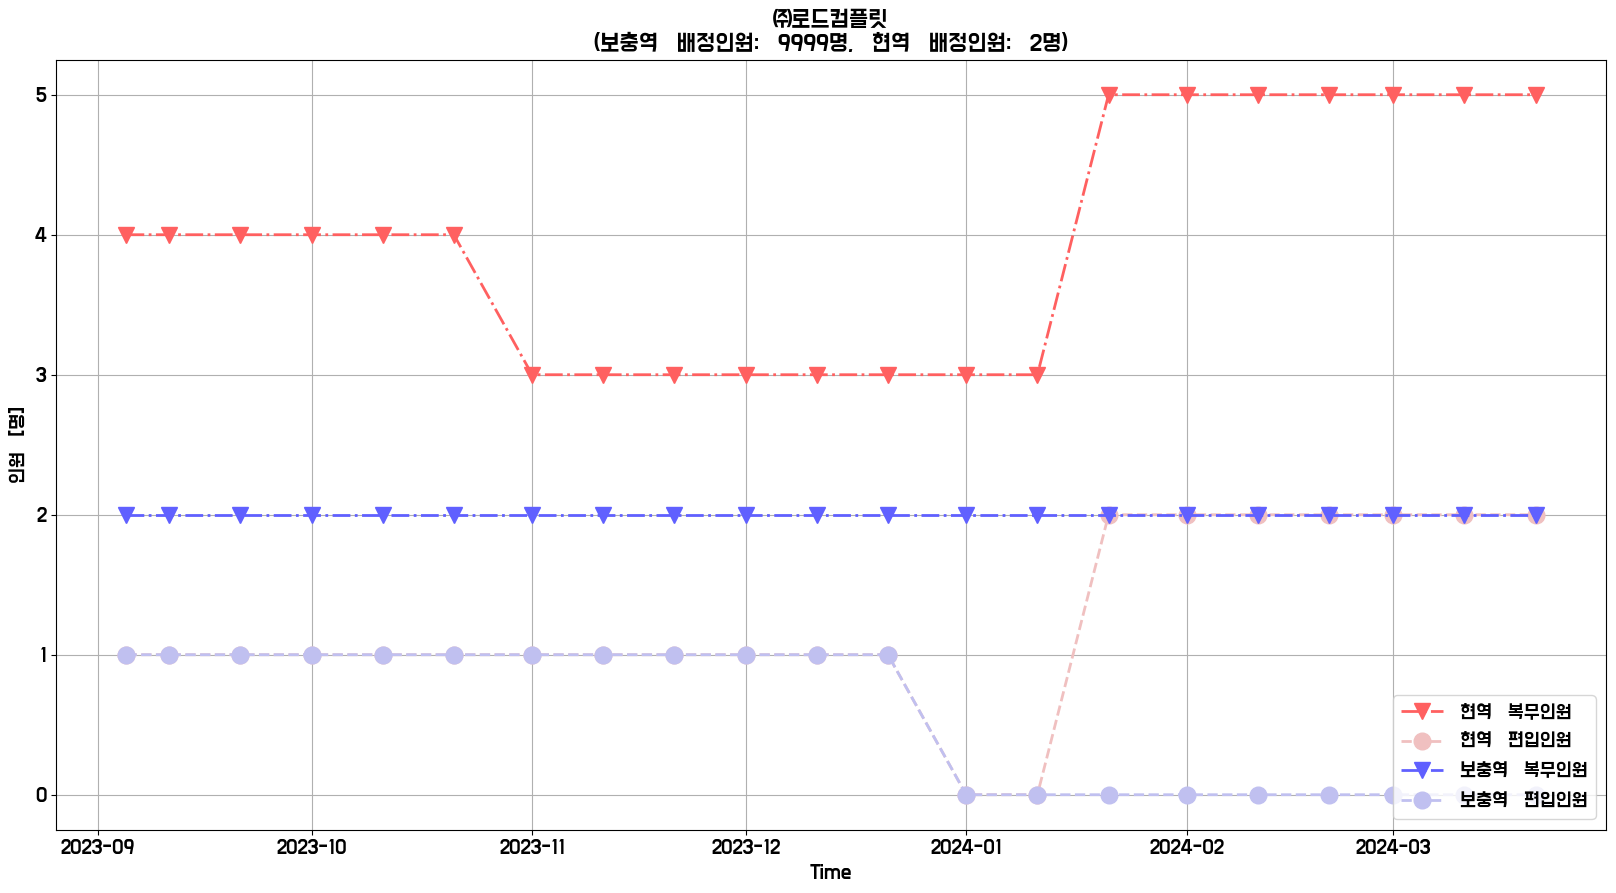 ㈜로드컴플릿
(보충역 배정인원: 9999명, 현역 배정인원: 2명)
인원 [명]
5
4
3
2
1
0
현역 복무인원
현역 편입인원
보충역 복무인원
보충역 편입인원
2023-09 2023-10 2023-11 2023-12 2024-01 2024-02 2024-03
Time